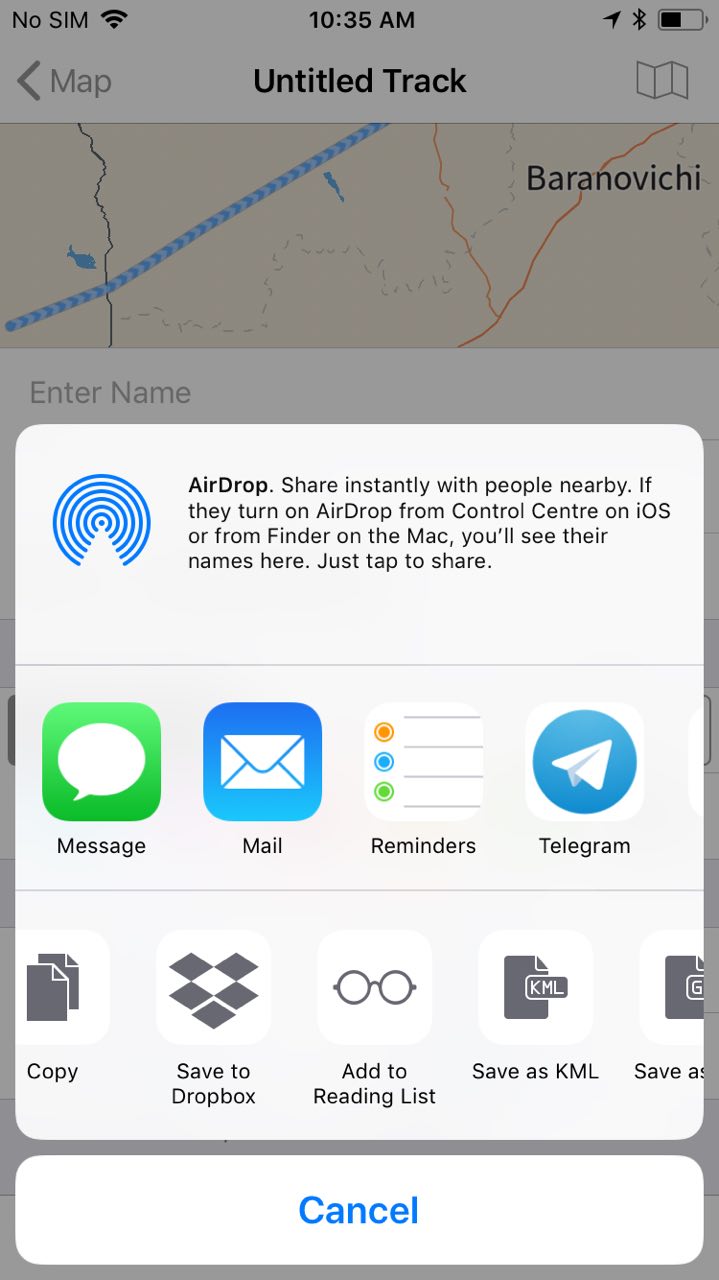 No SIM 10:35 AM
Map Untitled Track
Baranovichi
Enter Name
AirDrop. Share instantly with people nearby. If
they turn on AirDrop from Control Centre on iOS
or from Finder on the Mac, you’ll see their
names here. Just tap to share.
Message Mail Reminders Telegram
KML G
Copy Save to Add to Save as KML Save as
Dropbox Reading List
Cancel